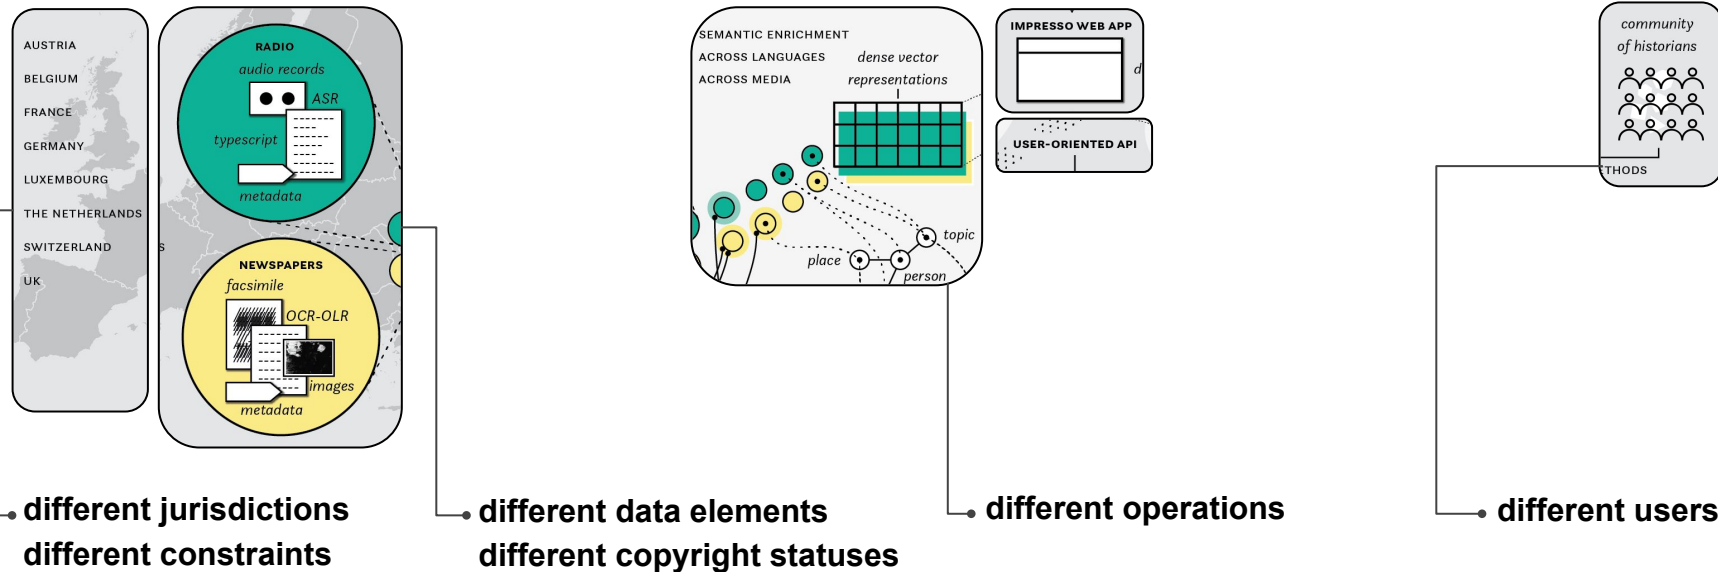 AUSTRIA
BELGIUM
FRANCE
GERMANY
LUXEMBOURG
THE NETHERLANDS
SWITZERLAND
UK
S
RADIO
audio records
ASR
typescript
metadata
NEWSPAPERS
facsimile
OCR-OLR
images
metadata
SEMANTIC ENRICHMENT
ACROSS LANGUAGES
ACROSS MEDIA
dense vector
representations
topic
place
person
IMPRESSO WEB APP
d
USER-ORIENTED API
community
of historians
THODS
different jurisdictions
different constraints
different data elements
different copyright statuses
different operations
different users